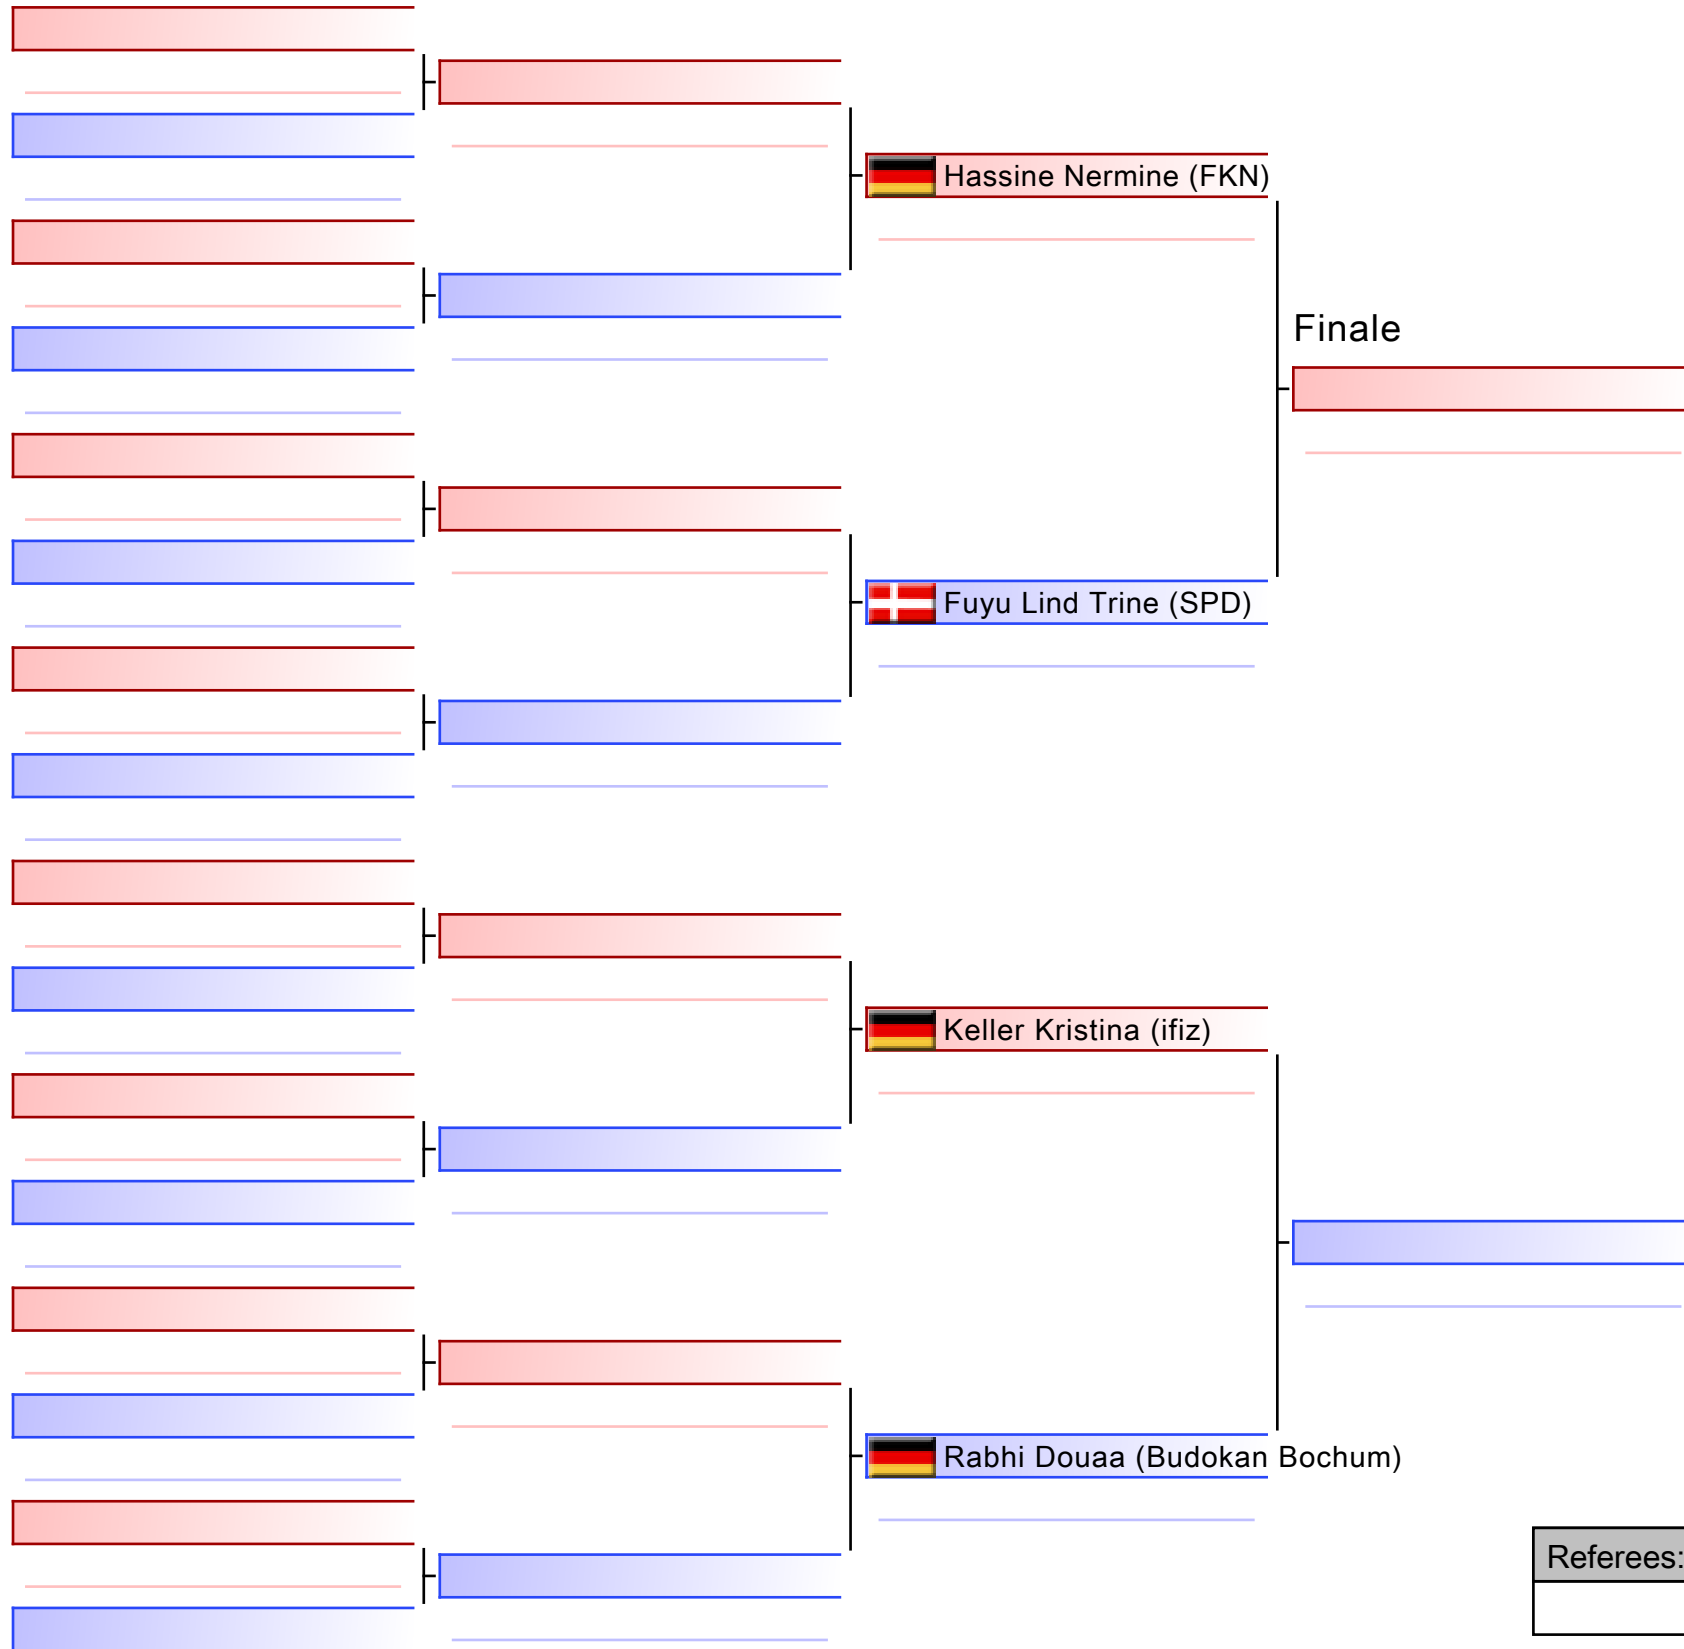 Hassine Nermine (FKN)
Finale
Fuyu Lind Trine (SPD)
Keller Kristina (ifiz)
Rabhi Douaa (Budokan Bochum)
Referees: